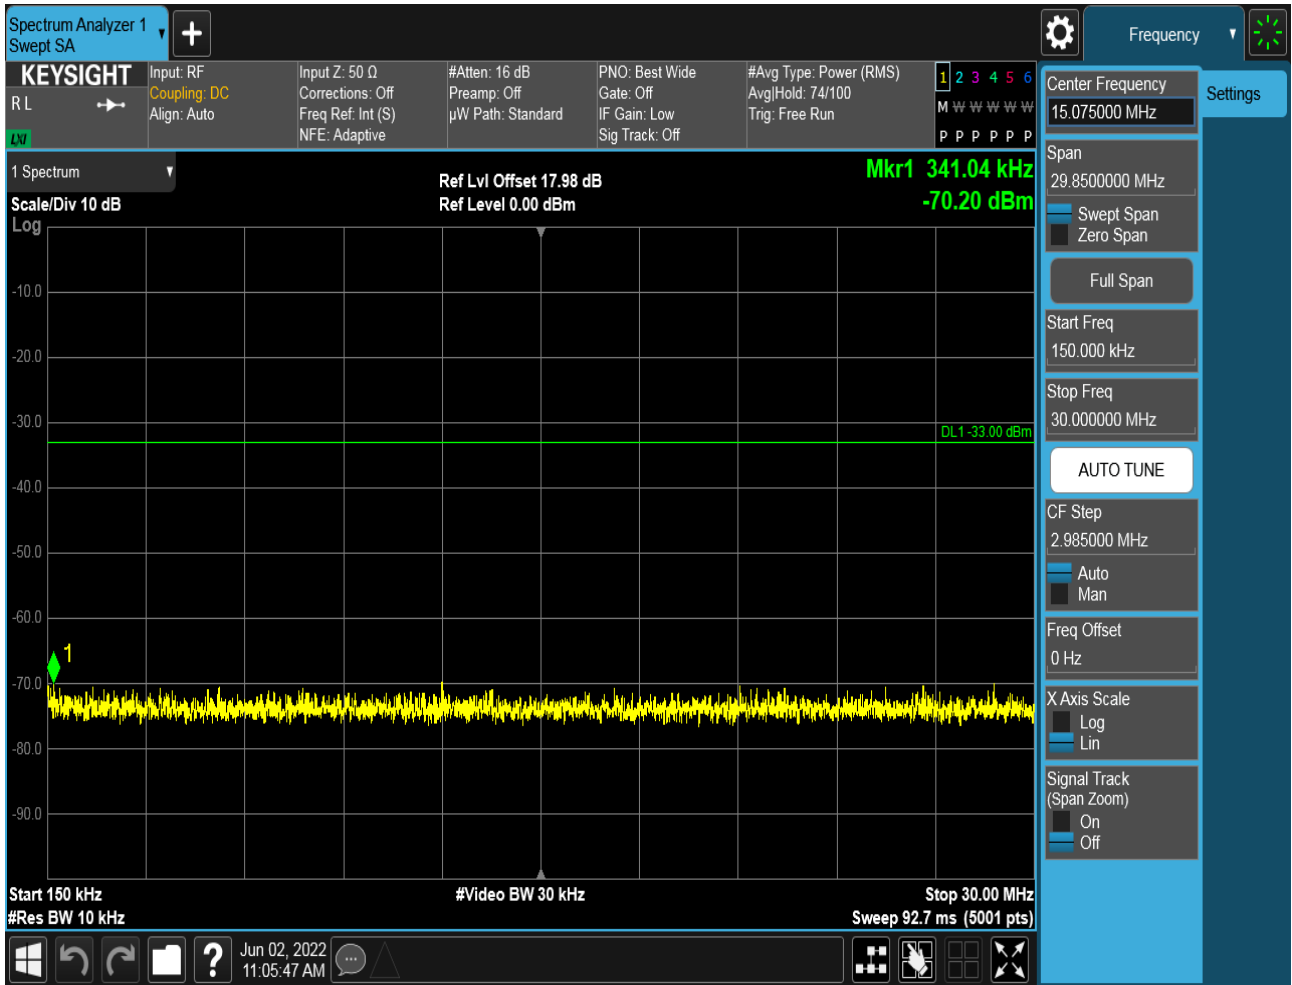 Spectrum Analyzer 1
Swept SA
Frequency
KEYSIGHT
R L
LXI
Input: RF
Coupling: DC
Align: Auto
Input Z: 50 Ω
Corrections: Off
Freq Ref: Int (S)
NFE: Adaptive
#Atten: 16 dB
Preamp: Off
µW Path: Standard
PNO: Best Wide
Gate: Off
IF Gain: Low
Sig Track: Off
#Avg Type: Power (RMS)
Avg|Hold: 74/100
Trig: Free Run
1 2 3 4 5 6
M W W W W W
P P P P P P
1 Spectrum
Scale/Div 10 dB
Log
Ref Lvl Offset 17.98 dB
Ref Level 0.00 dBm
Mkr1 341.04 kHz
-70.20 dBm
-10.0
-20.0
-30.0
DL1 -33.00 dBm
-40.0
-50.0
-60.0
1
-70.0
-80.0
-90.0
Start 150 kHz
#Video BW 30 kHz
Stop 30.00 MHz
#Res BW 10 kHz
Sweep 92.7 ms (5001 pts)
?
Jun 02, 2022
11:05:47 AM
Center Frequency
15.075000 MHz
Settings
Span
29.8500000 MHz
Swept Span
Zero Span
Full Span
Start Freq
150.000 kHz
Stop Freq
30.000000 MHz
AUTO TUNE
CF Step
2.985000 MHz
Auto
Man
Freq Offset
0 Hz
X Axis Scale
Log
Lin
Signal Track
(Span Zoom)
On
Off